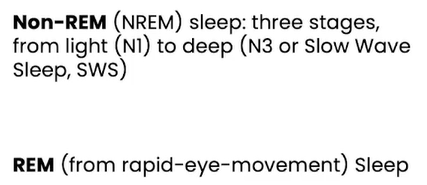 Non-REM (NREM) sleep: three stages,
from light (N1) to deep (N3 or Slow Wave
Sleep, SWS)
REM (from rapid-eye-movement) Sleep